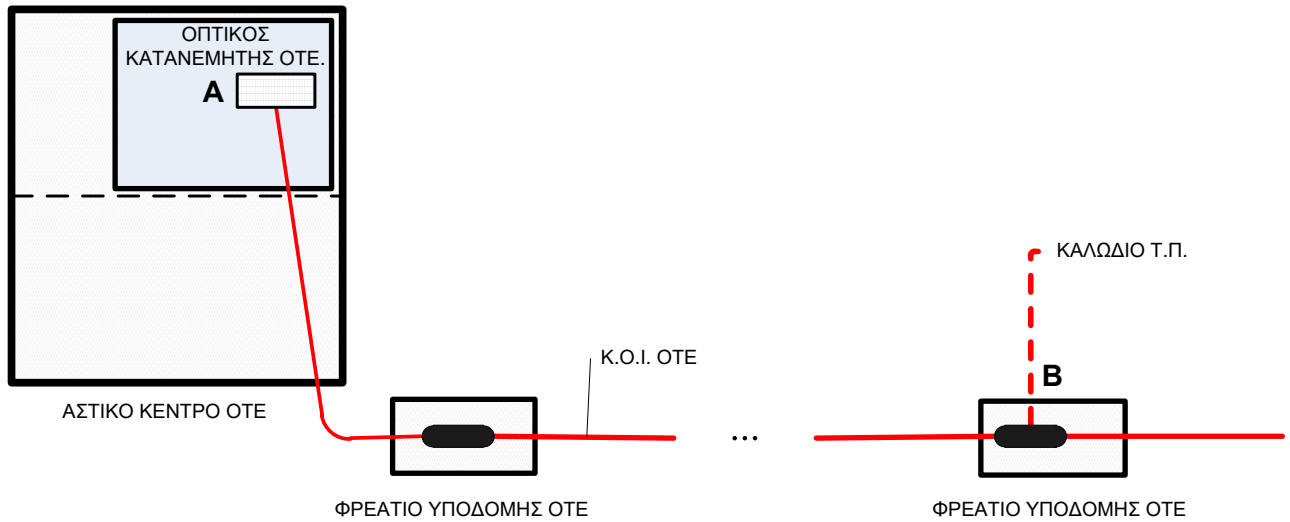 ΟΠΤΙΚΟΣ
ΚΑΤΑΝΕΜΗΤΗΣ ΟΤΕ.
A
ΚΑΛΩΔΙΟ Τ.Π.
Κ.Ο.Ι. ΟΤΕ
B
ΑΣΤΙΚΟ ΚΕΝΤΡΟ ΟΤΕ
...
ΦΡΕΑΤΙΟ ΥΠΟΔΟΜΗΣ ΟΤΕ
ΦΡΕΑΤΙΟ ΥΠΟΔΟΜΗΣ ΟΤΕ